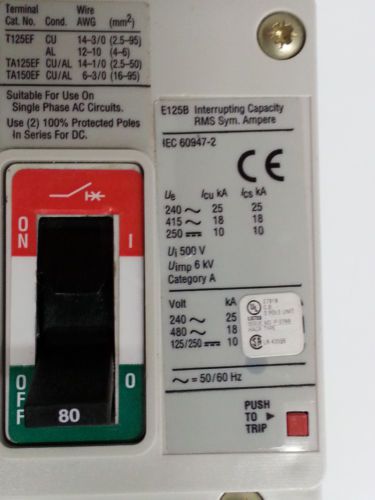 Terminal Wire
Cat. No. Cond. AWG (mm²)
T125EF CU 14-3/0 (2.5-95)
AL 12-10 (4-6)
TA125EF CU/AL 14-1/0 (2.5-50)
TA150EF CU/AL 6-3/0 (16-95)
Suitable For Use On
Single Phase AC Circuits.
Use (2) 100% Protected Poles
In Series For DC.
ON I
OFF O
80
E125B Interrupting Capacity
RMS Sym. Ampere
IEC 60947-2
CE
Ue Icu kA Ics kA
240 ~ 25 25
415 ~ 18 18
250 ⎓ 10 10
Ui 500 V
Uimp 6 kV
Category A
Volt kA
240 ~ 25
480 ~ 18
125/250 ⎓ 10
UL
LISTED
~ = 50/60 Hz
PUSH
TO ▶
TRIP